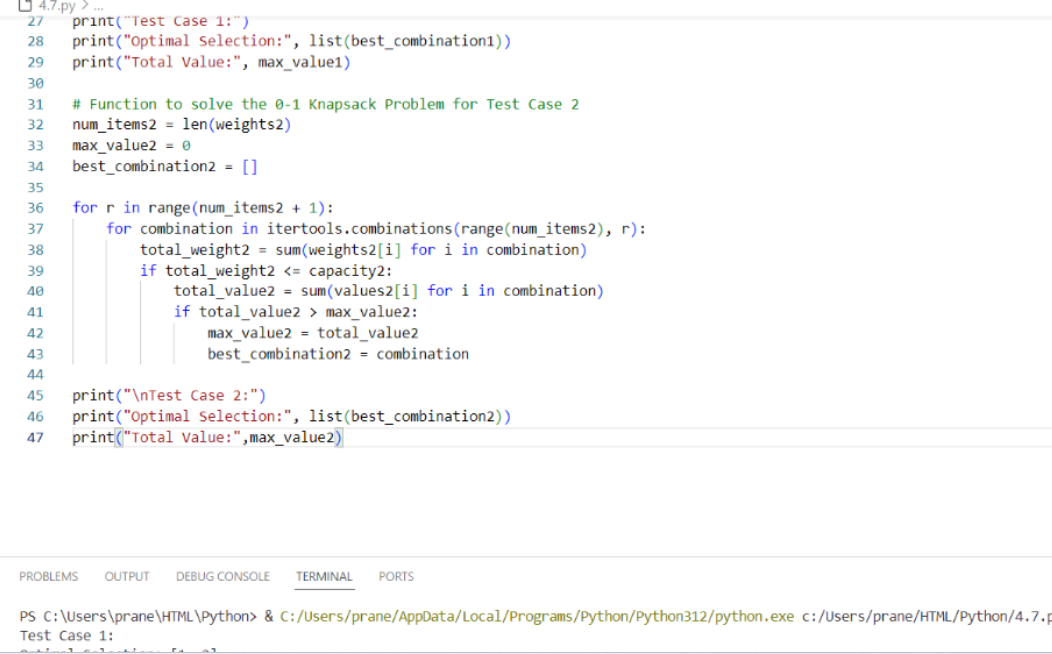 4.7.py > ...
27 print("Test Case 1:")
28 print("Optimal Selection:", list(best_combination1))
29 print("Total Value:", max_value1)
30
31 # Function to solve the 0-1 Knapsack Problem for Test Case 2
32 num_items2 = len(weights2)
33 max_value2 = 0
34 best_combination2 = []
35
36 for r in range(num_items2 + 1):
37     for combination in itertools.combinations(range(num_items2), r):
38         total_weight2 = sum(weights2[i] for i in combination)
39         if total_weight2 <= capacity2:
40             total_value2 = sum(values2[i] for i in combination)
41             if total_value2 > max_value2:
42                 max_value2 = total_value2
43                 best_combination2 = combination
44
45 print("\nTest Case 2:")
46 print("Optimal Selection:", list(best_combination2))
47 print("Total Value:",max_value2)
PROBLEMS OUTPUT DEBUG CONSOLE TERMINAL PORTS
PS C:\Users\prane\HTML\Python> & C:/Users/prane/AppData/Local/Programs/Python/Python312/python.exe c:/Users/prane/HTML/Python/4.7.p
Test Case 1: